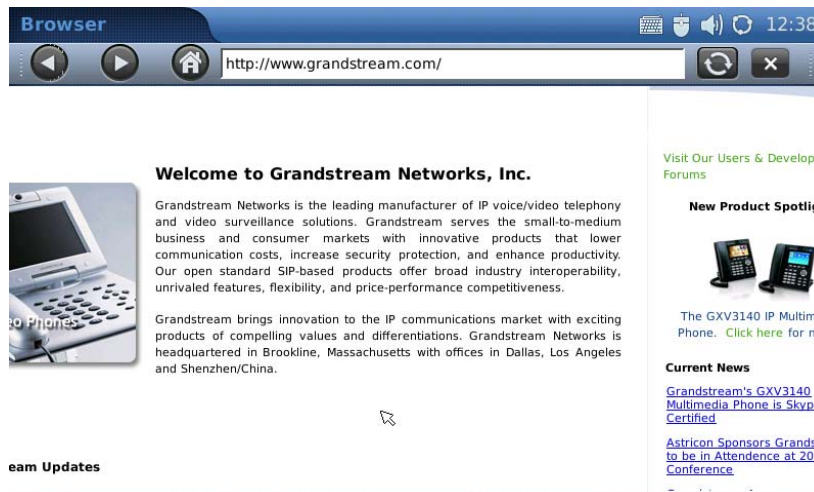 Browser
12:38
http://www.grandstream.com/
Welcome to Grandstream Networks, Inc.
Grandstream Networks is the leading manufacturer of IP voice/video telephony
and video surveillance solutions. Grandstream serves the small-to-medium
business and consumer markets with innovative products that lower
communication costs, increase security protection, and enhance productivity.
Our open standard SIP-based products offer broad industry interoperability,
unrivaled features, flexibility, and price-performance competitiveness.
Grandstream brings innovation to the IP communications market with exciting
products of compelling values and differentiations. Grandstream Networks is
headquartered in Brookline, Massachusetts with offices in Dallas, Los Angeles
and Shenzhen/China.
eo Phones
eam Updates
Visit Our Users & Develop
Forums
New Product Spotlig
The GXV3140 IP Multim
Phone. Click here for m
Current News
Grandstream's GXV3140
Multimedia Phone is Skyp
Certified
Astricon Sponsors Grands
to be in Attendence at 20
Conference